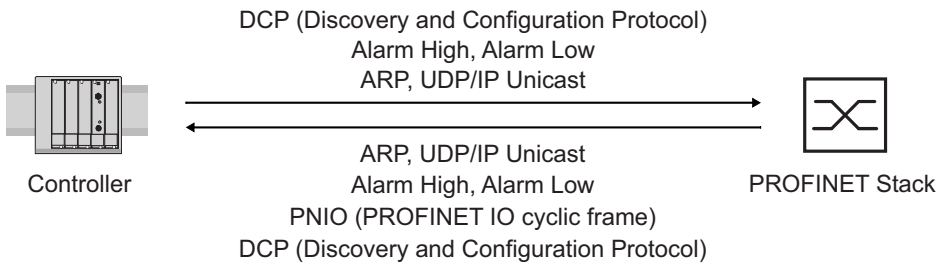 DCP (Discovery and Configuration Protocol)
Alarm High, Alarm Low
ARP, UDP/IP Unicast
Controller
PROFINET Stack
ARP, UDP/IP Unicast
Alarm High, Alarm Low
PNIO (PROFINET IO cyclic frame)
DCP (Discovery and Configuration Protocol)